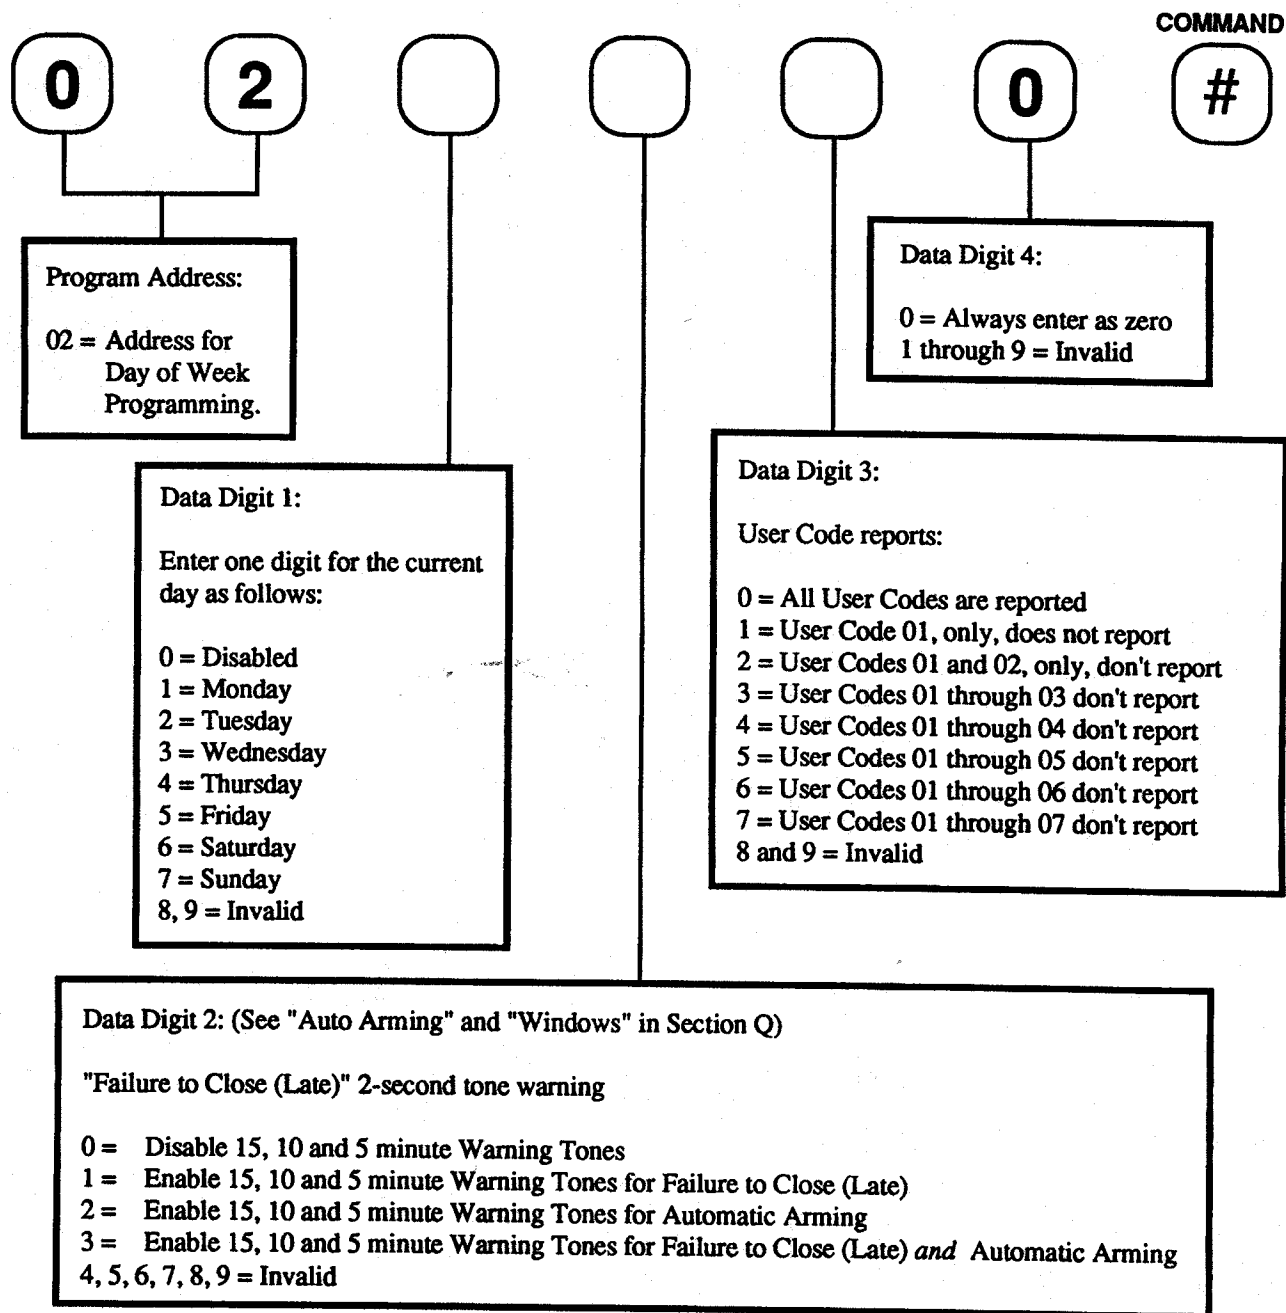 COMMAND
0 2 0 #
Program Address:
02 = Address for
Day of Week
Programming.
Data Digit 4:
0 = Always enter as zero
1 through 9 = Invalid
Data Digit 1:
Enter one digit for the current
day as follows:
0 = Disabled
1 = Monday
2 = Tuesday
3 = Wednesday
4 = Thursday
5 = Friday
6 = Saturday
7 = Sunday
8, 9 = Invalid
Data Digit 3:
User Code reports:
0 = All User Codes are reported
1 = User Code 01, only, does not report
2 = User Codes 01 and 02, only, don't report
3 = User Codes 01 through 03 don't report
4 = User Codes 01 through 04 don't report
5 = User Codes 01 through 05 don't report
6 = User Codes 01 through 06 don't report
7 = User Codes 01 through 07 don't report
8 and 9 = Invalid
Data Digit 2: (See "Auto Arming" and "Windows" in Section Q)
"Failure to Close (Late)" 2-second tone warning
0 = Disable 15, 10 and 5 minute Warning Tones
1 = Enable 15, 10 and 5 minute Warning Tones for Failure to Close (Late)
2 = Enable 15, 10 and 5 minute Warning Tones for Automatic Arming
3 = Enable 15, 10 and 5 minute Warning Tones for Failure to Close (Late) and Automatic Arming
4, 5, 6, 7, 8, 9 = Invalid